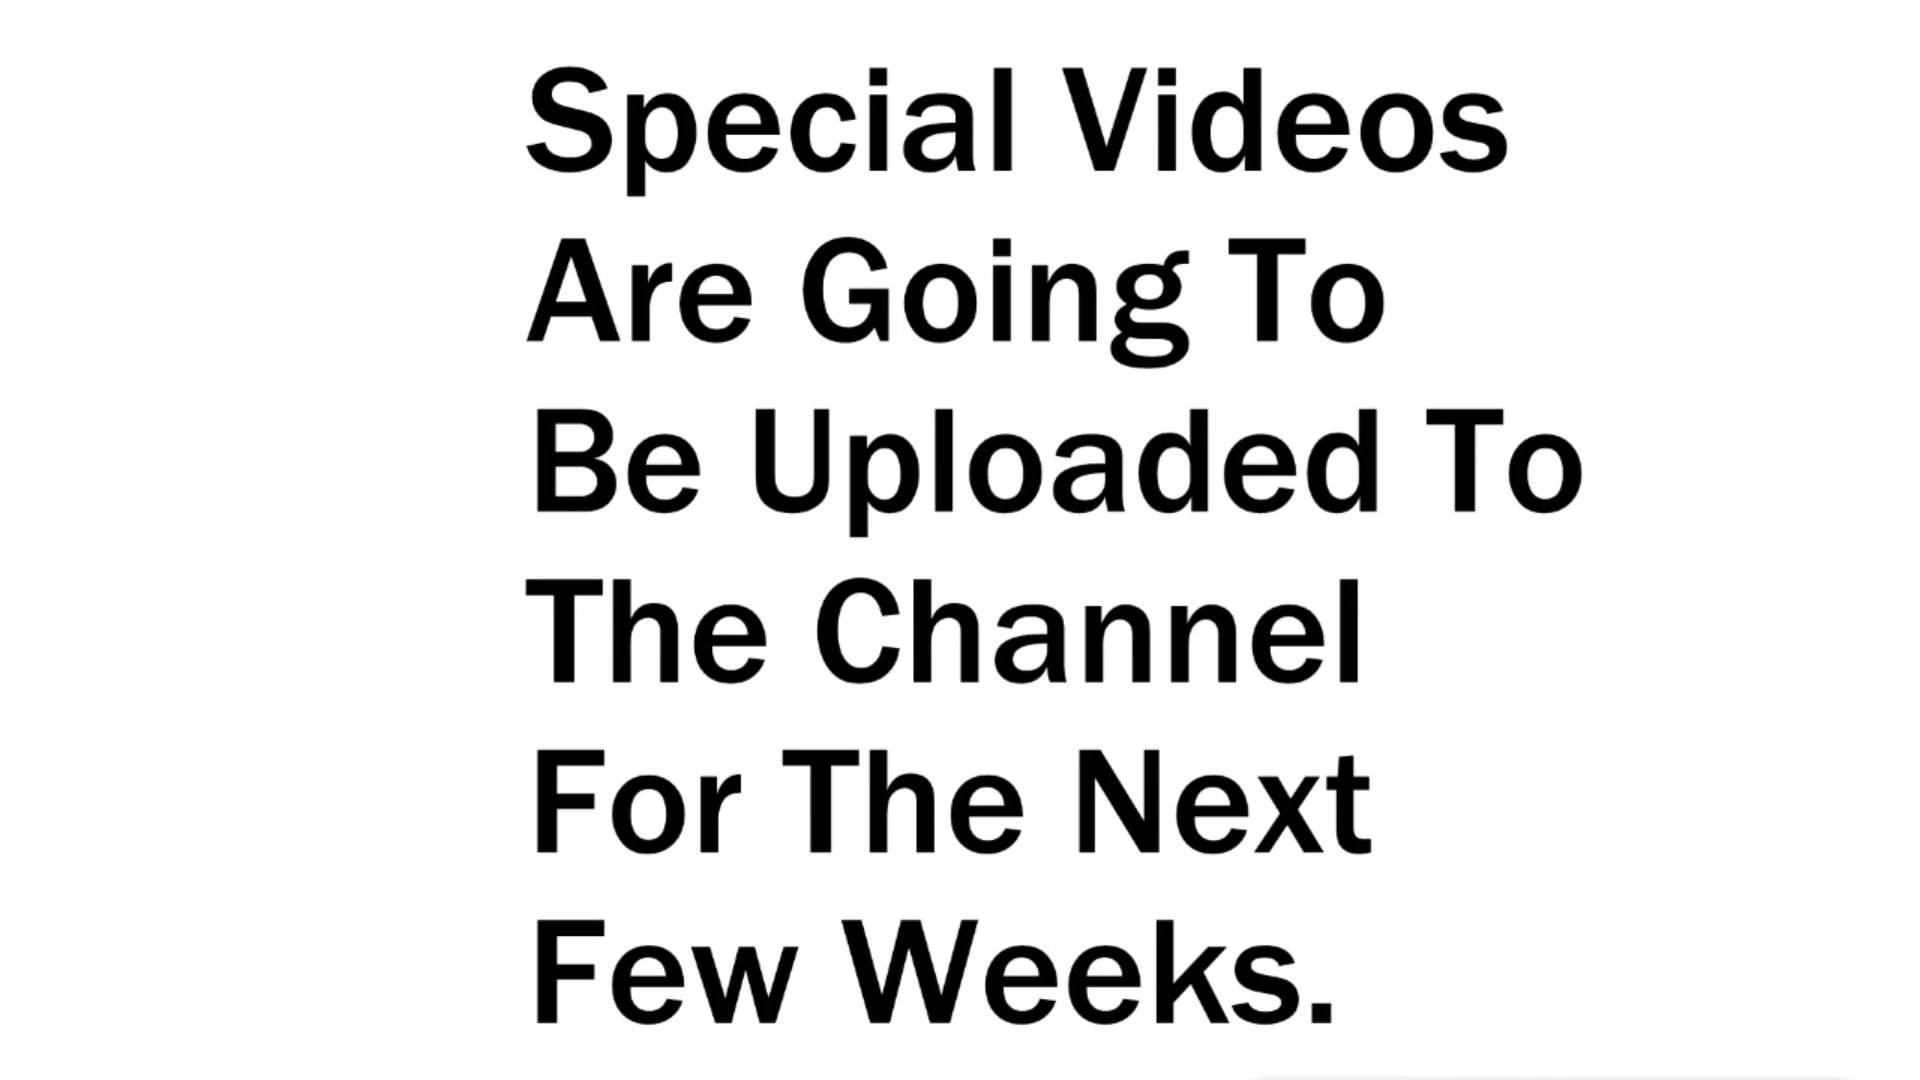 Special Videos
Are Going To
Be Uploaded To
The Channel
For The Next
Few Weeks.